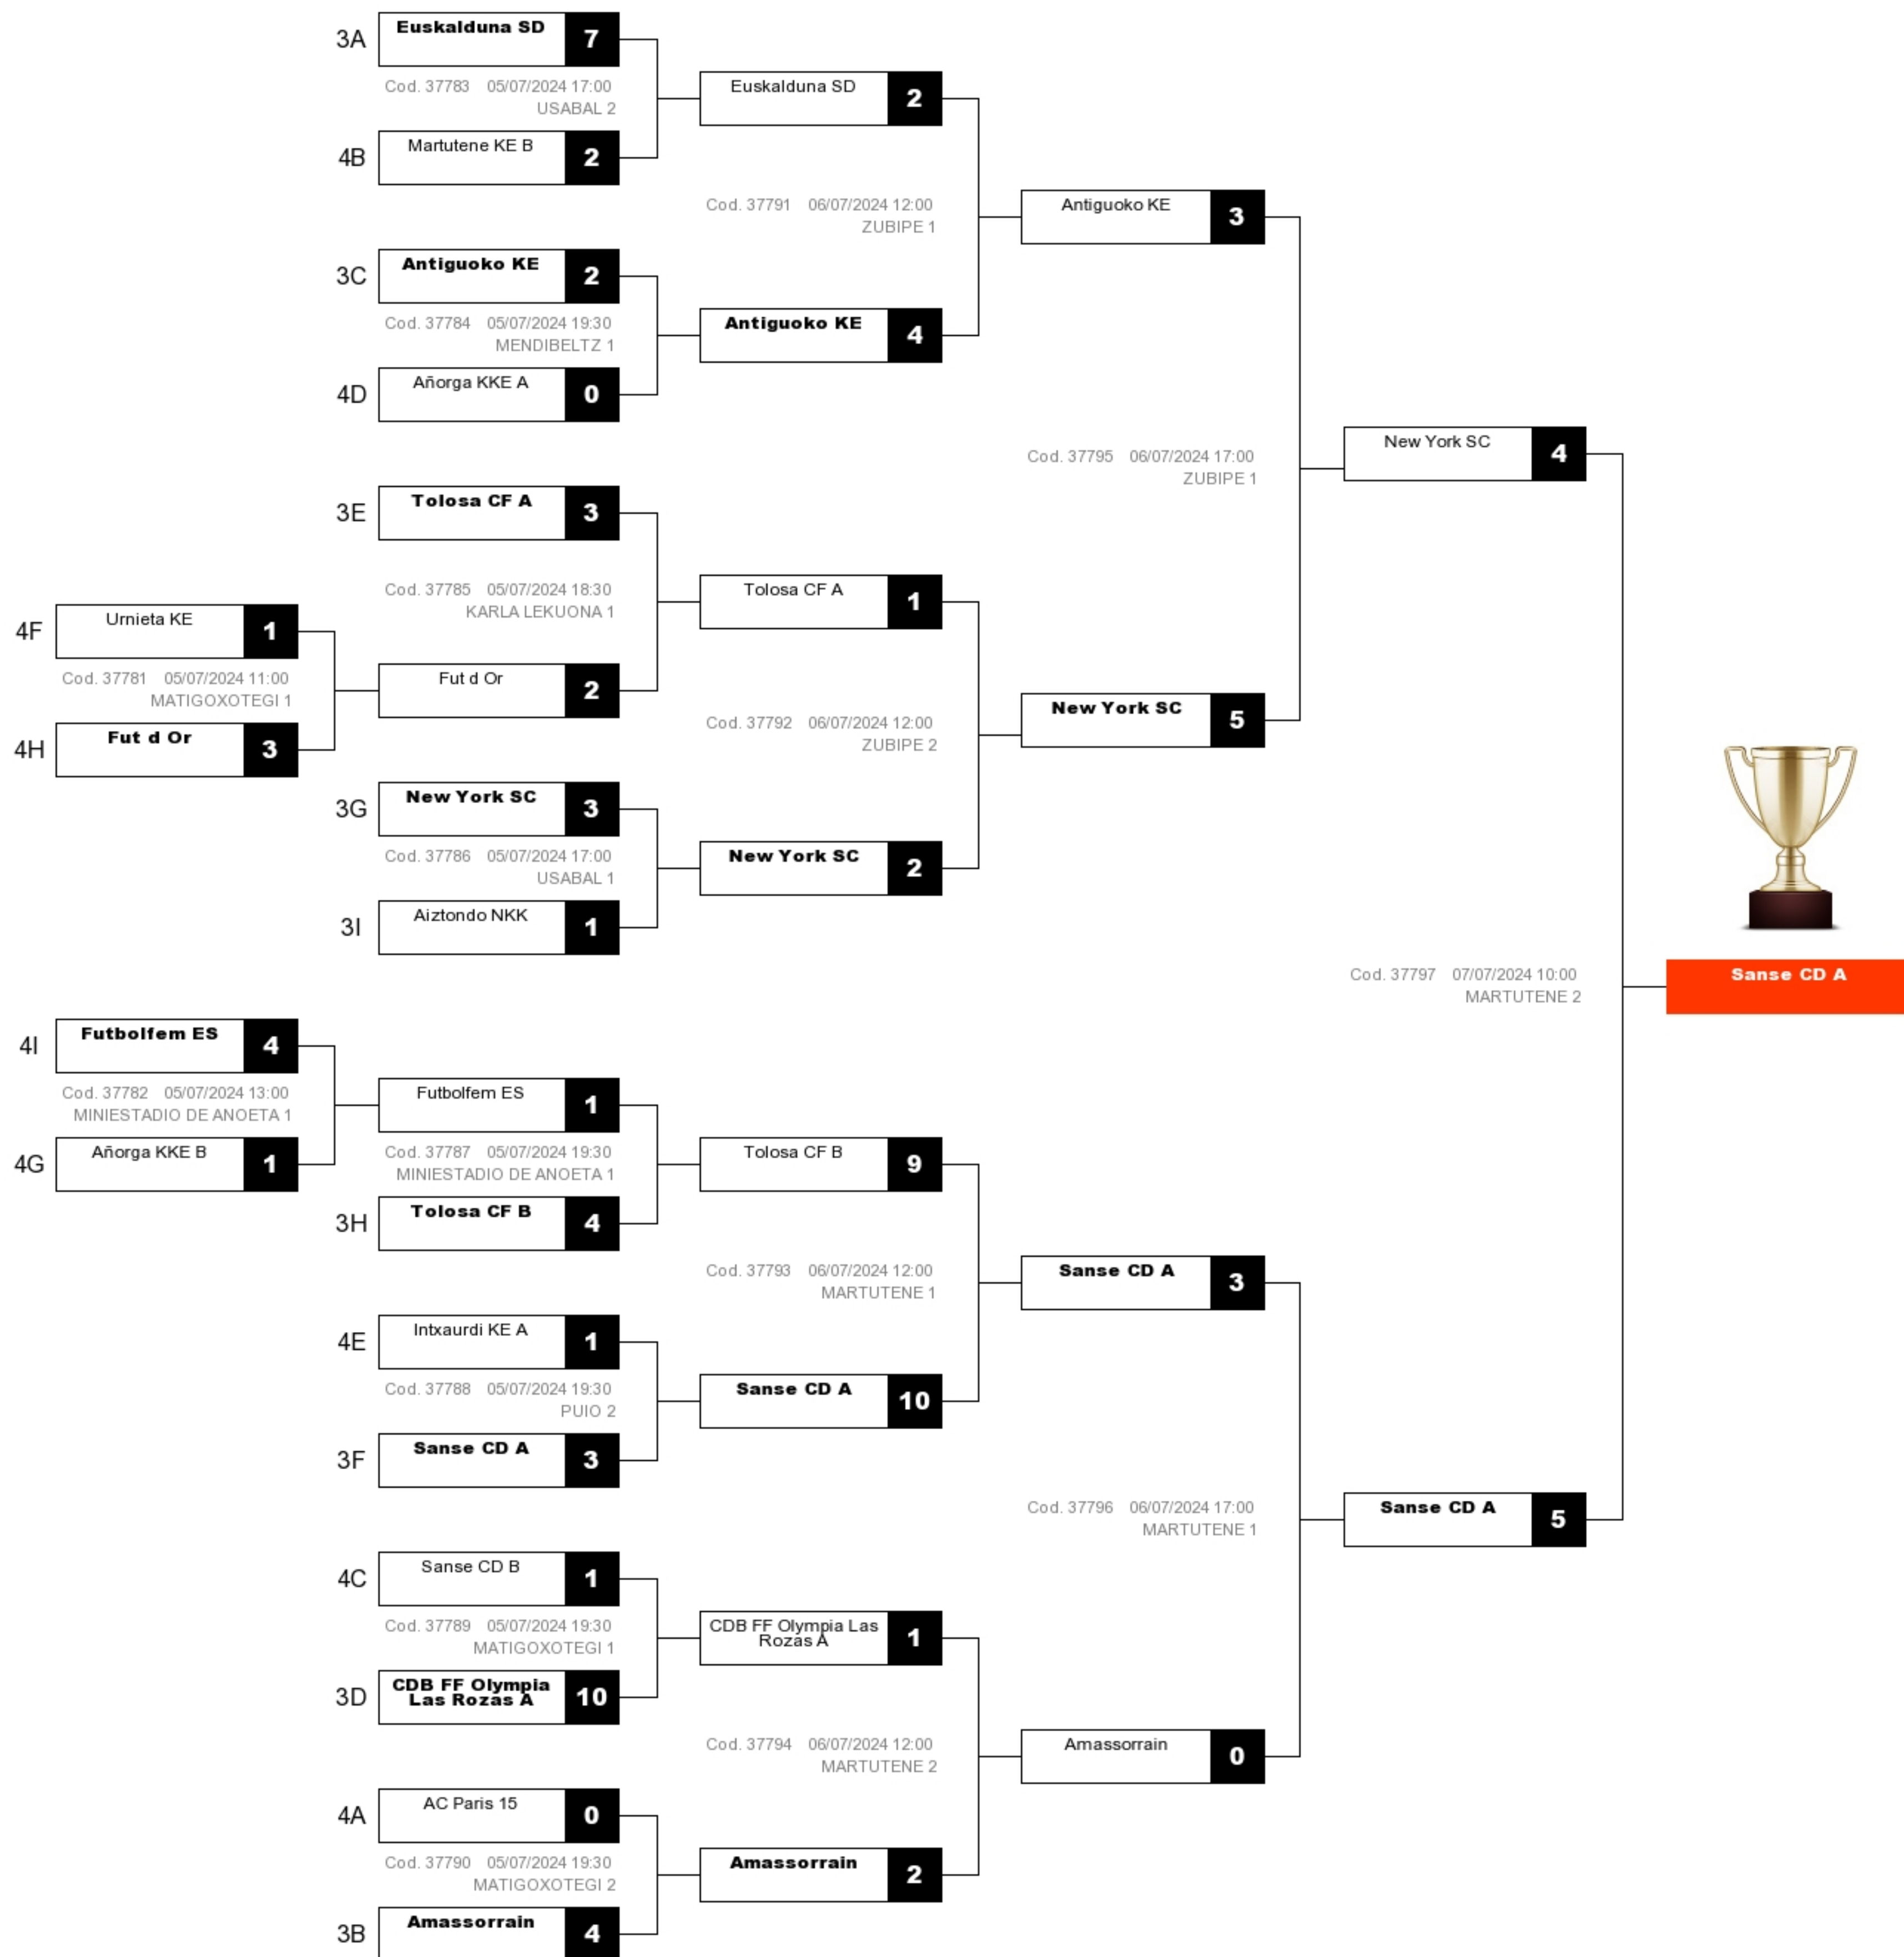 3A
Euskalduna SD 7
Cod. 37783 05/07/2024 17:00
USABAL 2
4B
Martutene KE B 2
Euskalduna SD 2
Cod. 37791 06/07/2024 12:00
ZUBIPE 1
3C
Antiguoko KE 2
Cod. 37784 05/07/2024 19:30
MENDIBELTZ 1
4D
Añorga KKE A 0
Antiguoko KE 4
Antiguoko KE 3
Cod. 37795 06/07/2024 17:00
ZUBIPE 1
3E
Tolosa CF A 3
Cod. 37785 05/07/2024 18:30
KARLA LEKUONA 1
4F
Urnieta KE 1
Cod. 37781 05/07/2024 11:00
MATIGOXOTEGI 1
4H
Fut d Or 3
Fut d Or 2
Tolosa CF A 1
Cod. 37792 06/07/2024 12:00
ZUBIPE 2
3G
New York SC 3
Cod. 37786 05/07/2024 17:00
USABAL 1
3I
Aiztondo NKK 1
New York SC 2
New York SC 5
New York SC 4
Cod. 37797 07/07/2024 10:00
MARTUTENE 2
Sanse CD A
4I
Futbolfem ES 4
Cod. 37782 05/07/2024 13:00
MINIESTADIO DE ANOETA 1
4G
Añorga KKE B 1
Futbolfem ES 1
Cod. 37787 05/07/2024 19:30
MINIESTADIO DE ANOETA 1
3H
Tolosa CF B 4
Tolosa CF B 9
Cod. 37793 06/07/2024 12:00
MARTUTENE 1
4E
Intxaurdi KE A 1
Cod. 37788 05/07/2024 19:30
PUIO 2
3F
Sanse CD A 3
Sanse CD A 10
Sanse CD A 3
Cod. 37796 06/07/2024 17:00
MARTUTENE 1
Sanse CD A 5
4C
Sanse CD B 1
Cod. 37789 05/07/2024 19:30
MATIGOXOTEGI 1
3D
CDB FF Olympia
Las Rozas A 10
CDB FF Olympia Las
Rozas A 1
Cod. 37794 06/07/2024 12:00
MARTUTENE 2
Amassorrain 0
4A
AC Paris 15 0
Cod. 37790 05/07/2024 19:30
MATIGOXOTEGI 2
3B
Amassorrain 4
Amassorrain 2